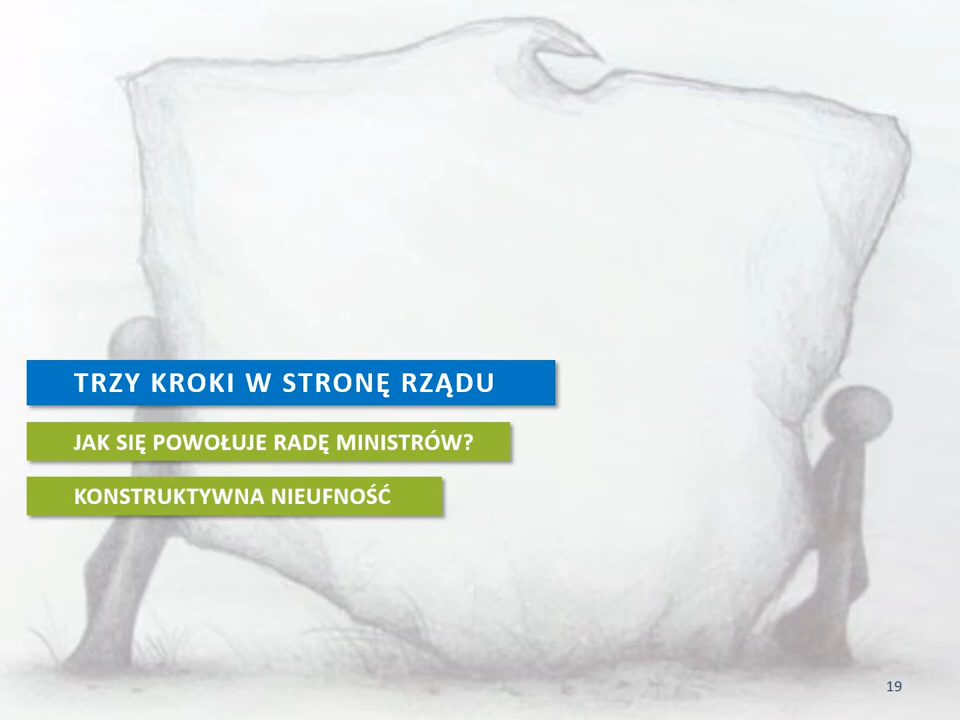 TRZY KROKI W STRONĘ RZĄDU
JAK SIĘ POWOŁUJE RADĘ MINISTRÓW?
KONSTRUKTYWNA NIEUFNOŚĆ
19